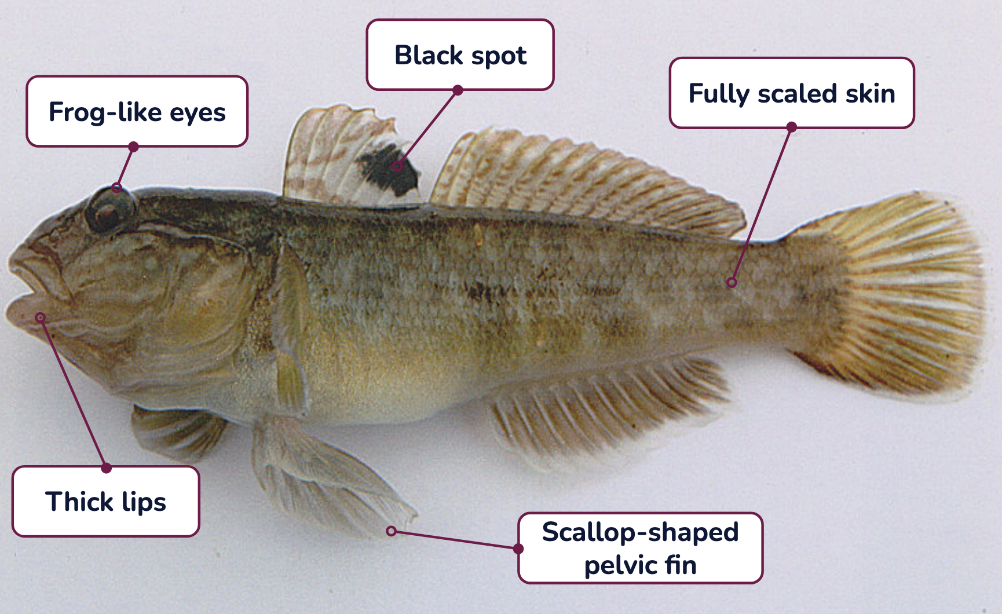 Black spot
Fully scaled skin
Frog-like eyes
Thick lips
Scallop-shaped
pelvic fin